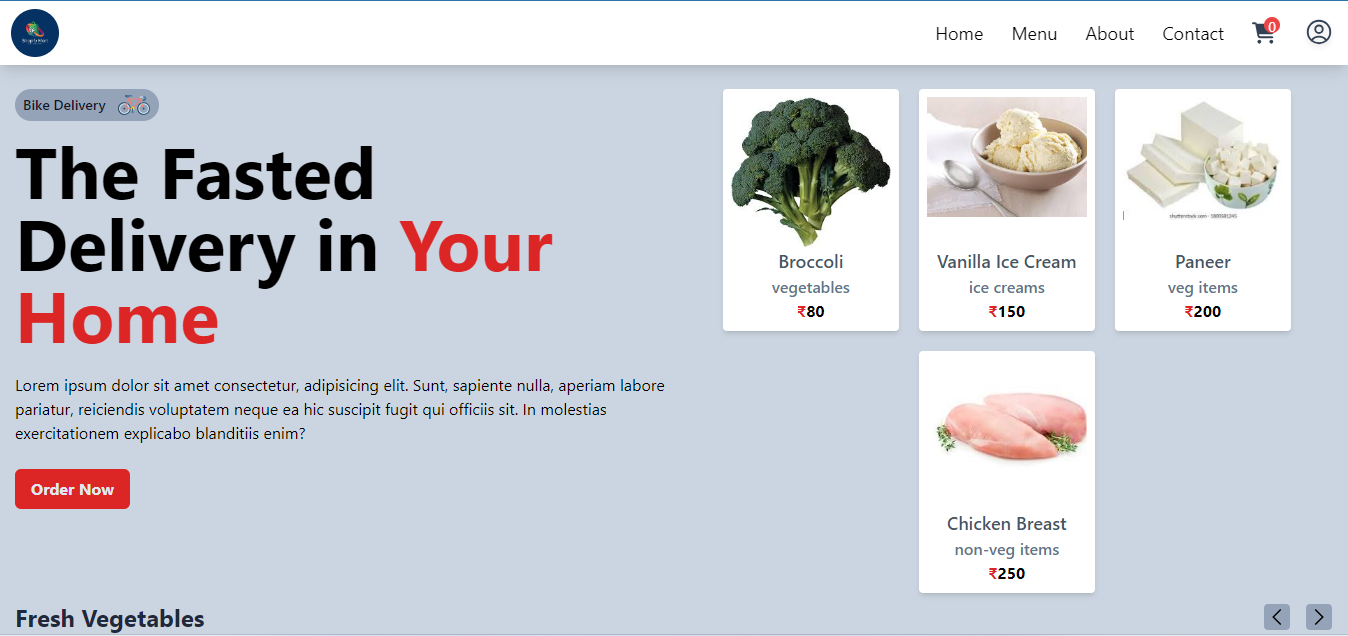 Home Menu About Contact 0
Bike Delivery
The Fasted
Delivery in Your
Home
Lorem ipsum dolor sit amet consectetur, adipisicing elit. Sunt, sapiente nulla, aperiam labore
pariatur, reiciendis voluptatem neque ea hic suscipit fugit qui officiis sit. In molestias
exercitationem explicabo blanditiis enim?
Order Now
Broccoli
vegetables
₹80
Vanilla Ice Cream
ice creams
₹150
shutterstock.com
Paneer
veg items
₹200
Chicken Breast
non-veg items
₹250
Fresh Vegetables